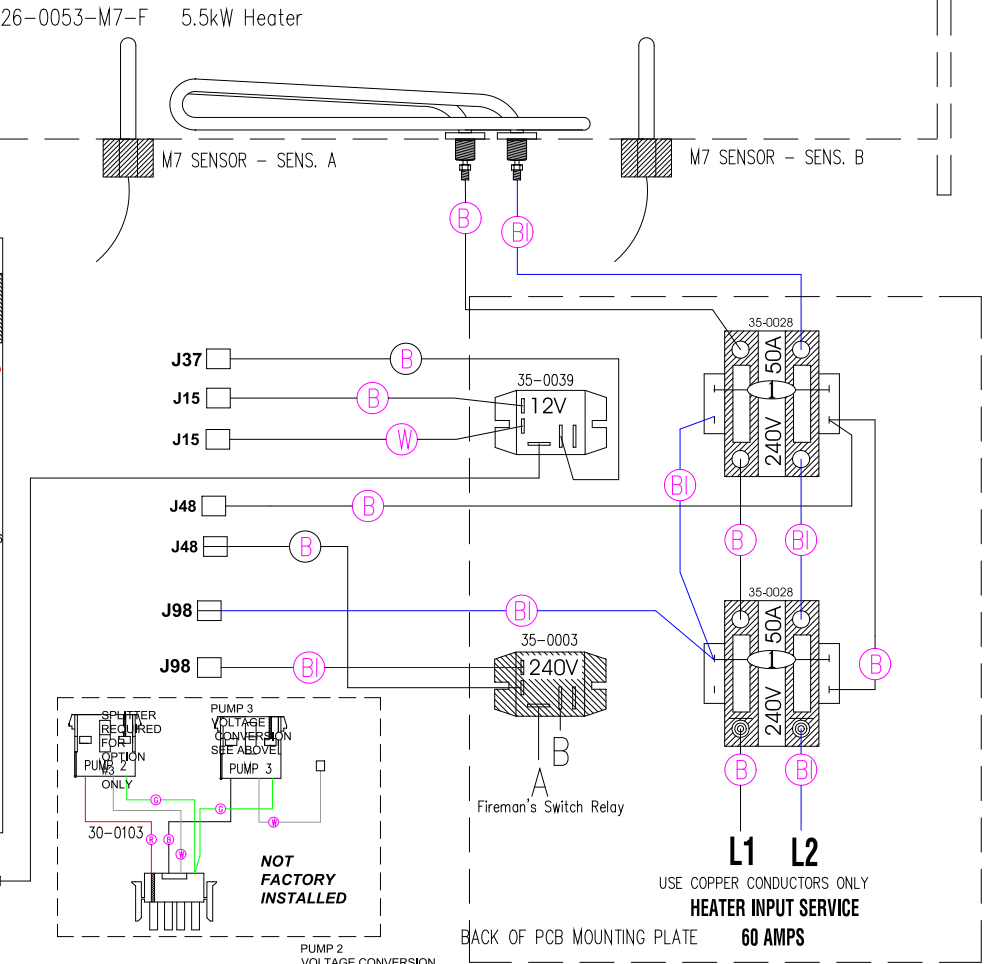 26-0053-M7-F 5.5kW Heater
M7 SENSOR - SENS. A
M7 SENSOR - SENS. B
B
Bl
35-0028
50A
1
240V
J37
B
35-0039
12V
J15
B
J15
W
Bl
J48
B
B
Bl
J48
B
35-0028
50A
1
240V
J98
Bl
35-0003
240V
J98
Bl
B
B
A
Fireman's Switch Relay
B
Bl
L1 L2
USE COPPER CONDUCTORS ONLY
HEATER INPUT SERVICE
60 AMPS
BACK OF PCB MOUNTING PLATE
SPLITTER
REQUIRED
FOR
OPTION
#3
ONLY
PUMP 2
PUMP 3
VOLTAGE
CONVERSION
SEE ABOVE
PUMP 3
G
G
W
30-0103
R
B
W
NOT
FACTORY
INSTALLED
PUMP 2
VOLTAGE CONVERSION